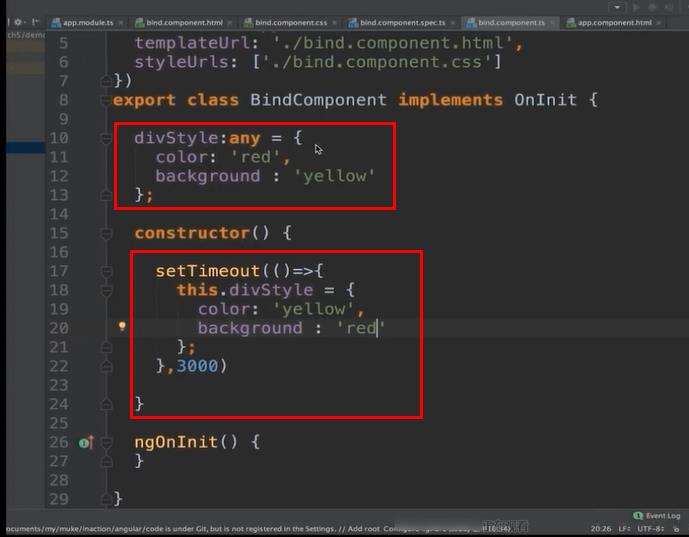 app.module.ts
bind.component.html
bind.component.css
bind.component.spec.ts
bind.component.ts
app.component.html
rch5/demo
5 templateUrl: './bind.component.html',
6 styleUrls: ['./bind.component.css']
7 })
8 export class BindComponent implements OnInit {
9
10 divStyle:any = {
11 color: 'red',
12 background : 'yellow'
13 };
14
15 constructor() {
16
17 setTimeout(()=>{
18 this.divStyle = {
19 color: 'yellow',
20 background : 'red'
21 };
22 },3000)
23
24 }
25
26 ngOnInit() {
27 }
28
29 }
Event Log
ocuments/my/muke/inaction/angular/code is under Git, but is not registered in the Settings. // Add root
20:26 LF: UTF-8: